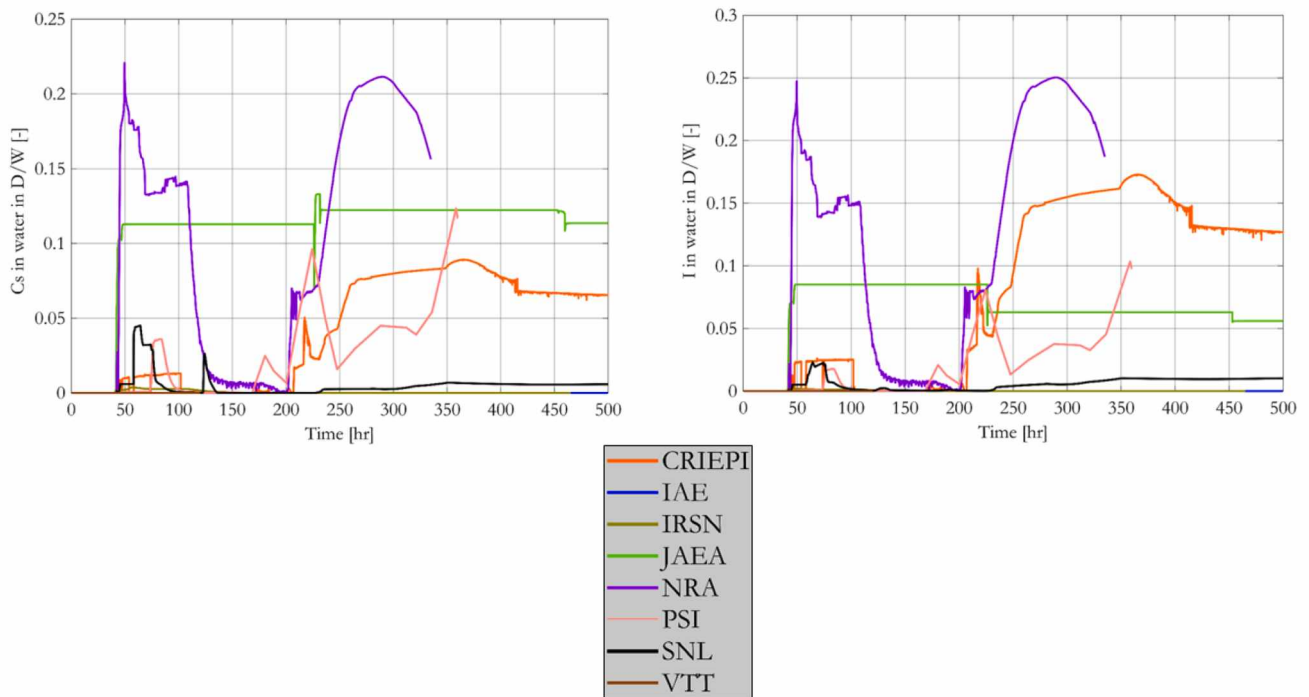 0.25
0.2
0.15
0.1
0.05
0
Cs in water in D/W [-]
0 50 100 150 200 250 300 350 400 450 500
Time [hr]
0.3
0.25
0.2
0.15
0.1
0.05
0
I in water in D/W [-]
0 50 100 150 200 250 300 350 400 450 500
Time [hr]
CRIEPI
IAE
IRSN
JAEA
NRA
PSI
SNL
VTT